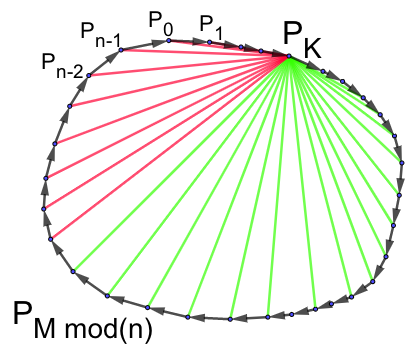 P0 P1
PK
Pn-1
Pn-2
PM mod(n)